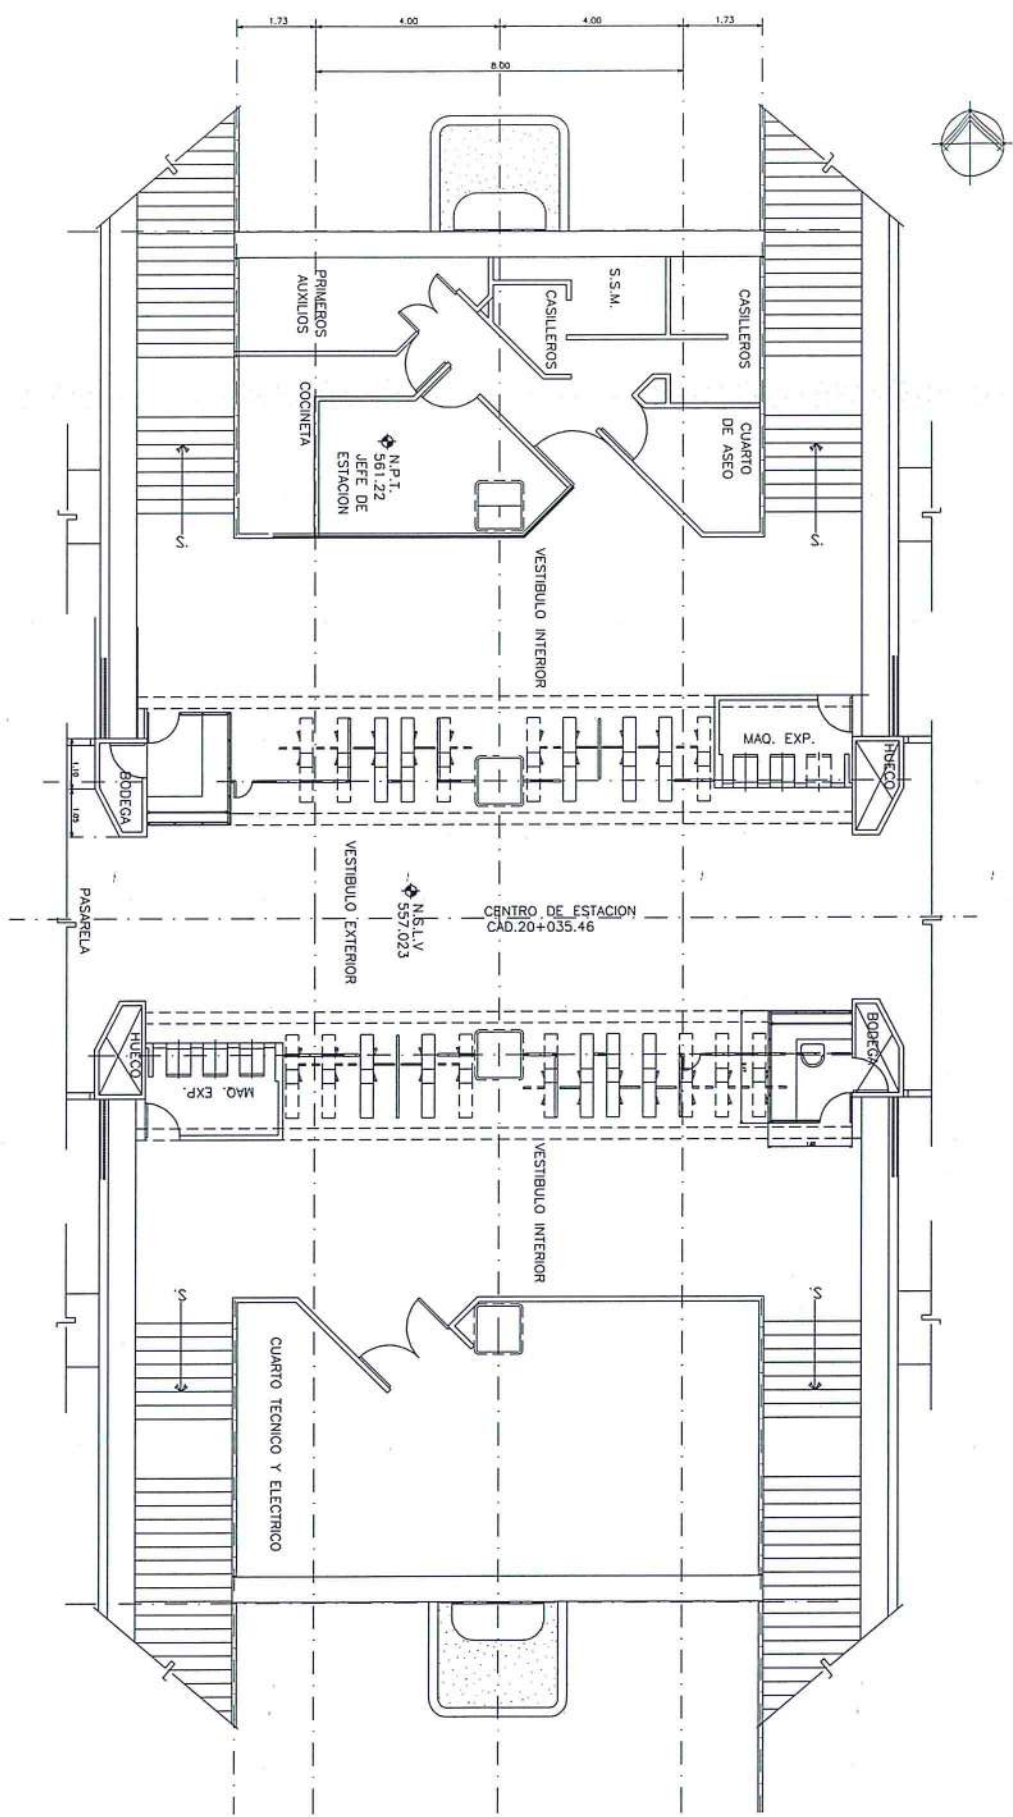 1.73
4.00
4.00
1.73
8.00
PRIMEROS
AUXILIOS
CASILLEROS
S.S.M.
CASILLEROS
COCINETA
N.P.T.
561.22
JEFE DE
ESTACION
CUARTO
DE ASEO
S.
S.
VESTIBULO INTERIOR
MAQ. EXP.
HUECO
BODEGA
1.10
1.05
VESTIBULO EXTERIOR
N.S.L.V
557.023
CENTRO DE ESTACION
CAD.20+035.46
PASARELA
HUECO
MAQ. EXP.
BODEGA
VESTIBULO INTERIOR
S.
S.
CUARTO TECNICO Y ELECTRICO